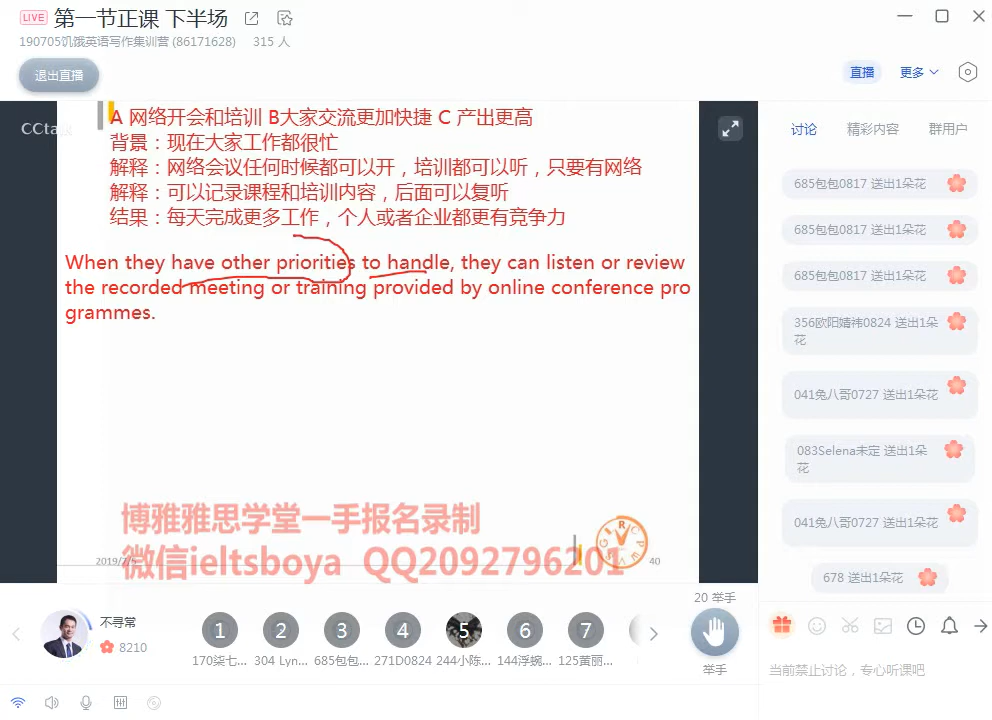 LIVE 第一节正课 下半场
190705饥饿英语写作集训营 (86171628) 315 人
退出直播
直播 更多
CCta
A 网络开会和培训 B大家交流更加快捷 C 产出更高
背景：现在大家工作都很忙
解释：网络会议任何时候都可以开，培训都可以听，只要有网络
解释：可以记录课程和培训内容，后面可以复听
结果：每天完成更多工作，个人或者企业都更有竞争力
When they have other priorities to handle, they can listen or review
the recorded meeting or training provided by online conference pro
grammes.
博雅雅思学堂一手报名录制
微信ieltsboya QQ2092796201
2019/7/5
40
讨论 精彩内容 群用户
685包包0817 送出1朵花
685包包0817 送出1朵花
685包包0817 送出1朵花
356欧阳婧祎0824 送出1朵
花
041兔八哥0727 送出1朵花
083Selena未定 送出1朵
花
041兔八哥0727 送出1朵花
678 送出1朵花
不寻常
8210
1 2 3 4 5 6 7
170柒七... 304 Lyn... 685包包... 271D0824 244小陈... 144浮婉... 125黄丽...
20 举手
举手
当前禁止讨论，专心听课吧